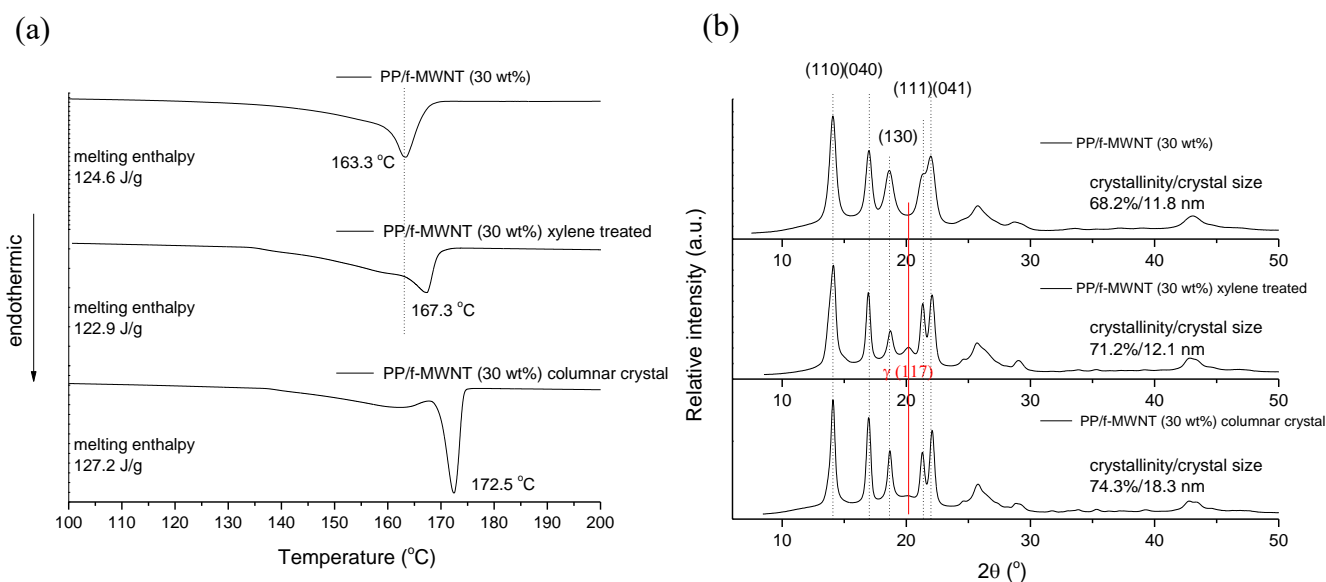 (a)
PP/f-MWNT (30 wt%)
melting enthalpy
124.6 J/g
163.3 °C
PP/f-MWNT (30 wt%) xylene treated
melting enthalpy
122.9 J/g
167.3 °C
PP/f-MWNT (30 wt%) columnar crystal
melting enthalpy
127.2 J/g
172.5 °C
endothermic
100 110 120 130 140 150 160 170 180 190 200
Temperature (°C)
(b)
(110)(040)
(111)(041)
(130)
PP/f-MWNT (30 wt%)
crystallinity/crystal size
68.2%/11.8 nm
10 20 30 40 50
PP/f-MWNT (30 wt%) xylene treated
crystallinity/crystal size
71.2%/12.1 nm
γ (117)
10 20 30 40 50
PP/f-MWNT (30 wt%) columnar crystal
crystallinity/crystal size
74.3%/18.3 nm
10 20 30 40 50
Relative intensity (a.u.)
2θ (°)